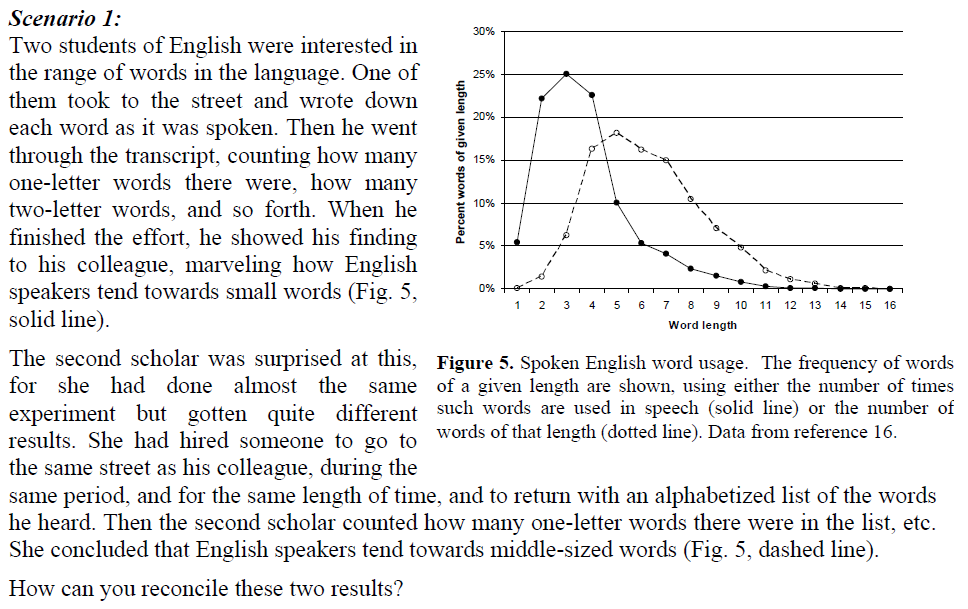 Scenario 1:
Two students of English were interested in
the range of words in the language. One of
them took to the street and wrote down
each word as it was spoken. Then he went
through the transcript, counting how many
one-letter words there were, how many
two-letter words, and so forth. When he
finished the effort, he showed his finding
to his colleague, marveling how English
speakers tend towards small words (Fig. 5,
solid line).
30%
25%
20%
15%
10%
5%
0%
Percent words of given length
1 2 3 4 5 6 7 8 9 10 11 12 13 14 15 16
Word length
Figure 5. Spoken English word usage. The frequency of words
of a given length are shown, using either the number of times
such words are used in speech (solid line) or the number of
words of that length (dotted line). Data from reference 16.
The second scholar was surprised at this,
for she had done almost the same
experiment but gotten quite different
results. She had hired someone to go to
the same street as his colleague, during the
same period, and for the same length of time, and to return with an alphabetized list of the words
he heard. Then the second scholar counted how many one-letter words there were in the list, etc.
She concluded that English speakers tend towards middle-sized words (Fig. 5, dashed line).
How can you reconcile these two results?